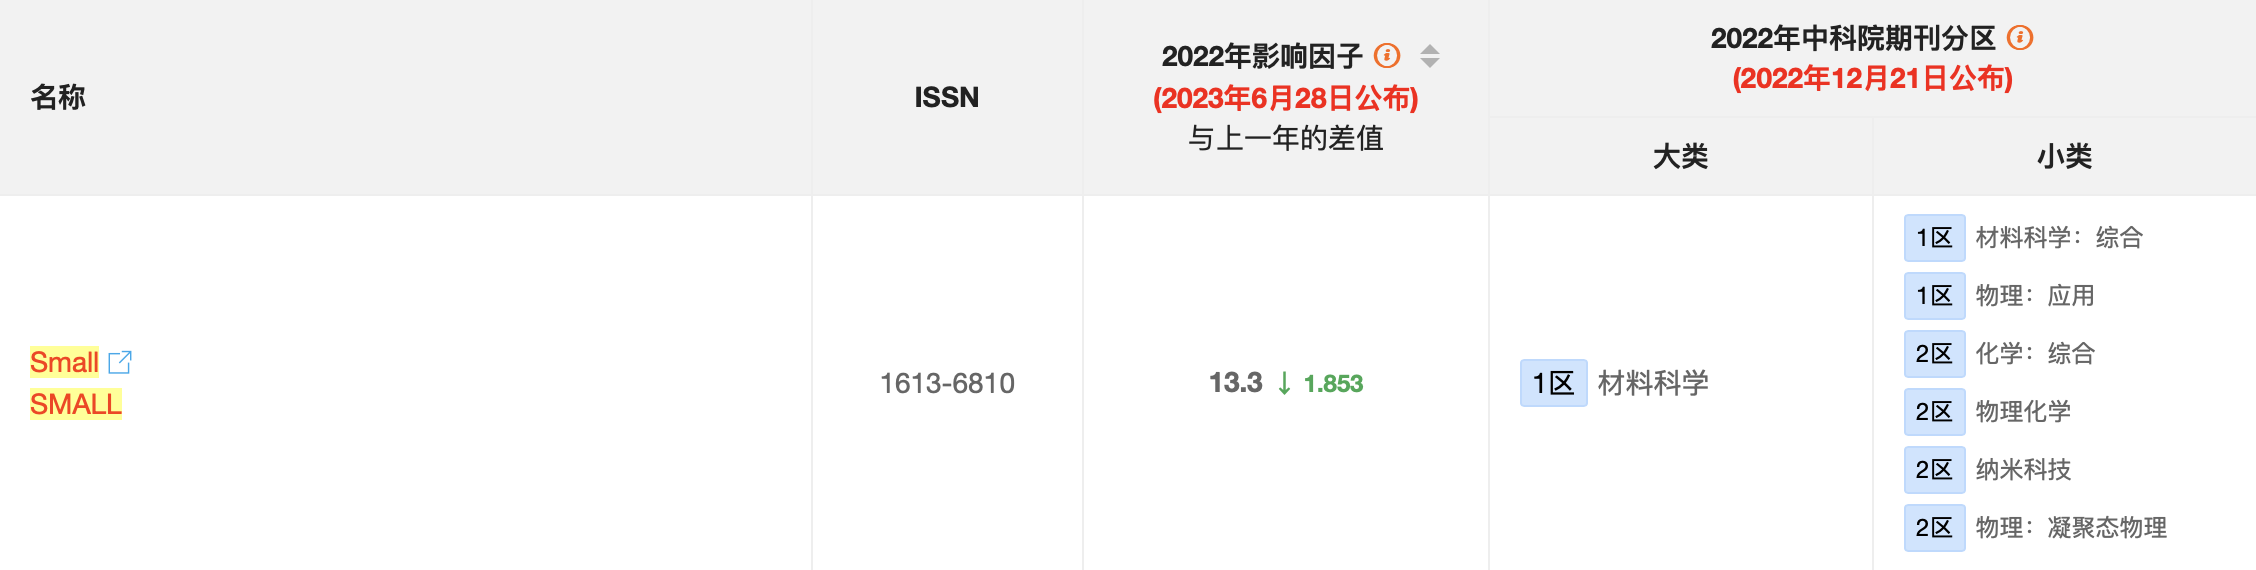 名称
ISSN
2022年影响因子
(2023年6月28日公布)
与上一年的差值
2022年中科院期刊分区
(2022年12月21日公布)
大类
小类
Small
SMALL
1613-6810
13.3 ↓ 1.853
1区 材料科学
1区 材料科学：综合
1区 物理：应用
2区 化学：综合
2区 物理化学
2区 纳米科技
2区 物理：凝聚态物理